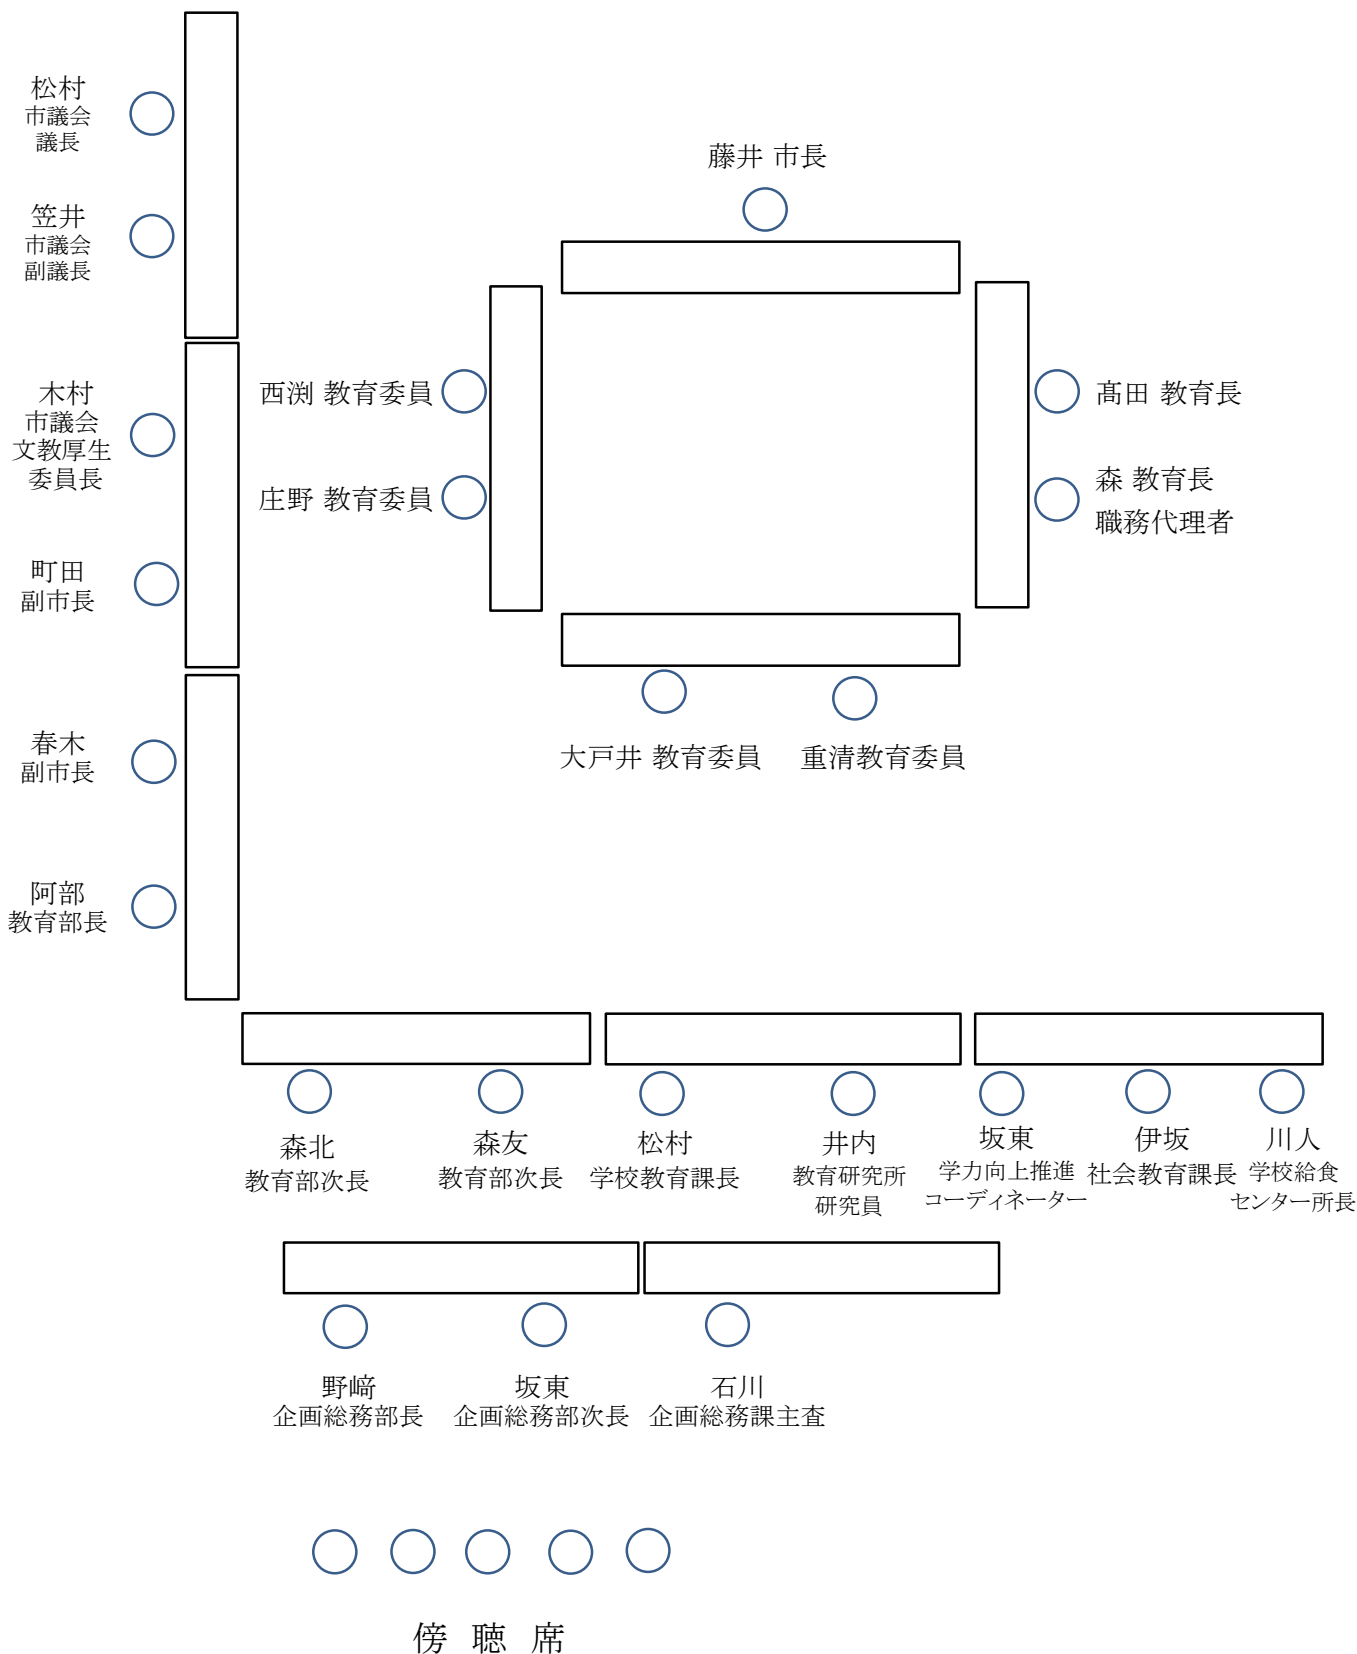 松村
市議会
議長
笠井
市議会
副議長
木村
市議会
文教厚生
委員長
町田
副市長
春木
副市長
阿部
教育部長
藤井 市長
西渕 教育委員
庄野 教育委員
髙田 教育長
森 教育長
職務代理者
大戸井 教育委員
重清教育委員
森北
教育部次長
森友
教育部次長
松村
学校教育課長
井内
教育研究所
研究員
坂東
学力向上推進
コーディネーター
伊坂
社会教育課長
川人
学校給食
センター所長
野﨑
企画総務部長
坂東
企画総務部次長
石川
企画総務課主査
傍 聴 席